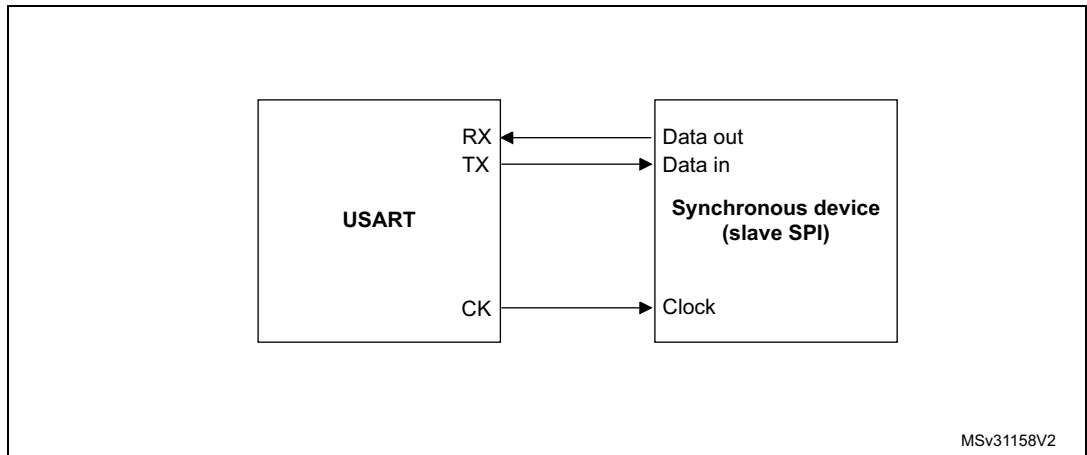 RX
Data out
TX
Data in
USART
Synchronous device
(slave SPI)
CK
Clock
MSv31158V2